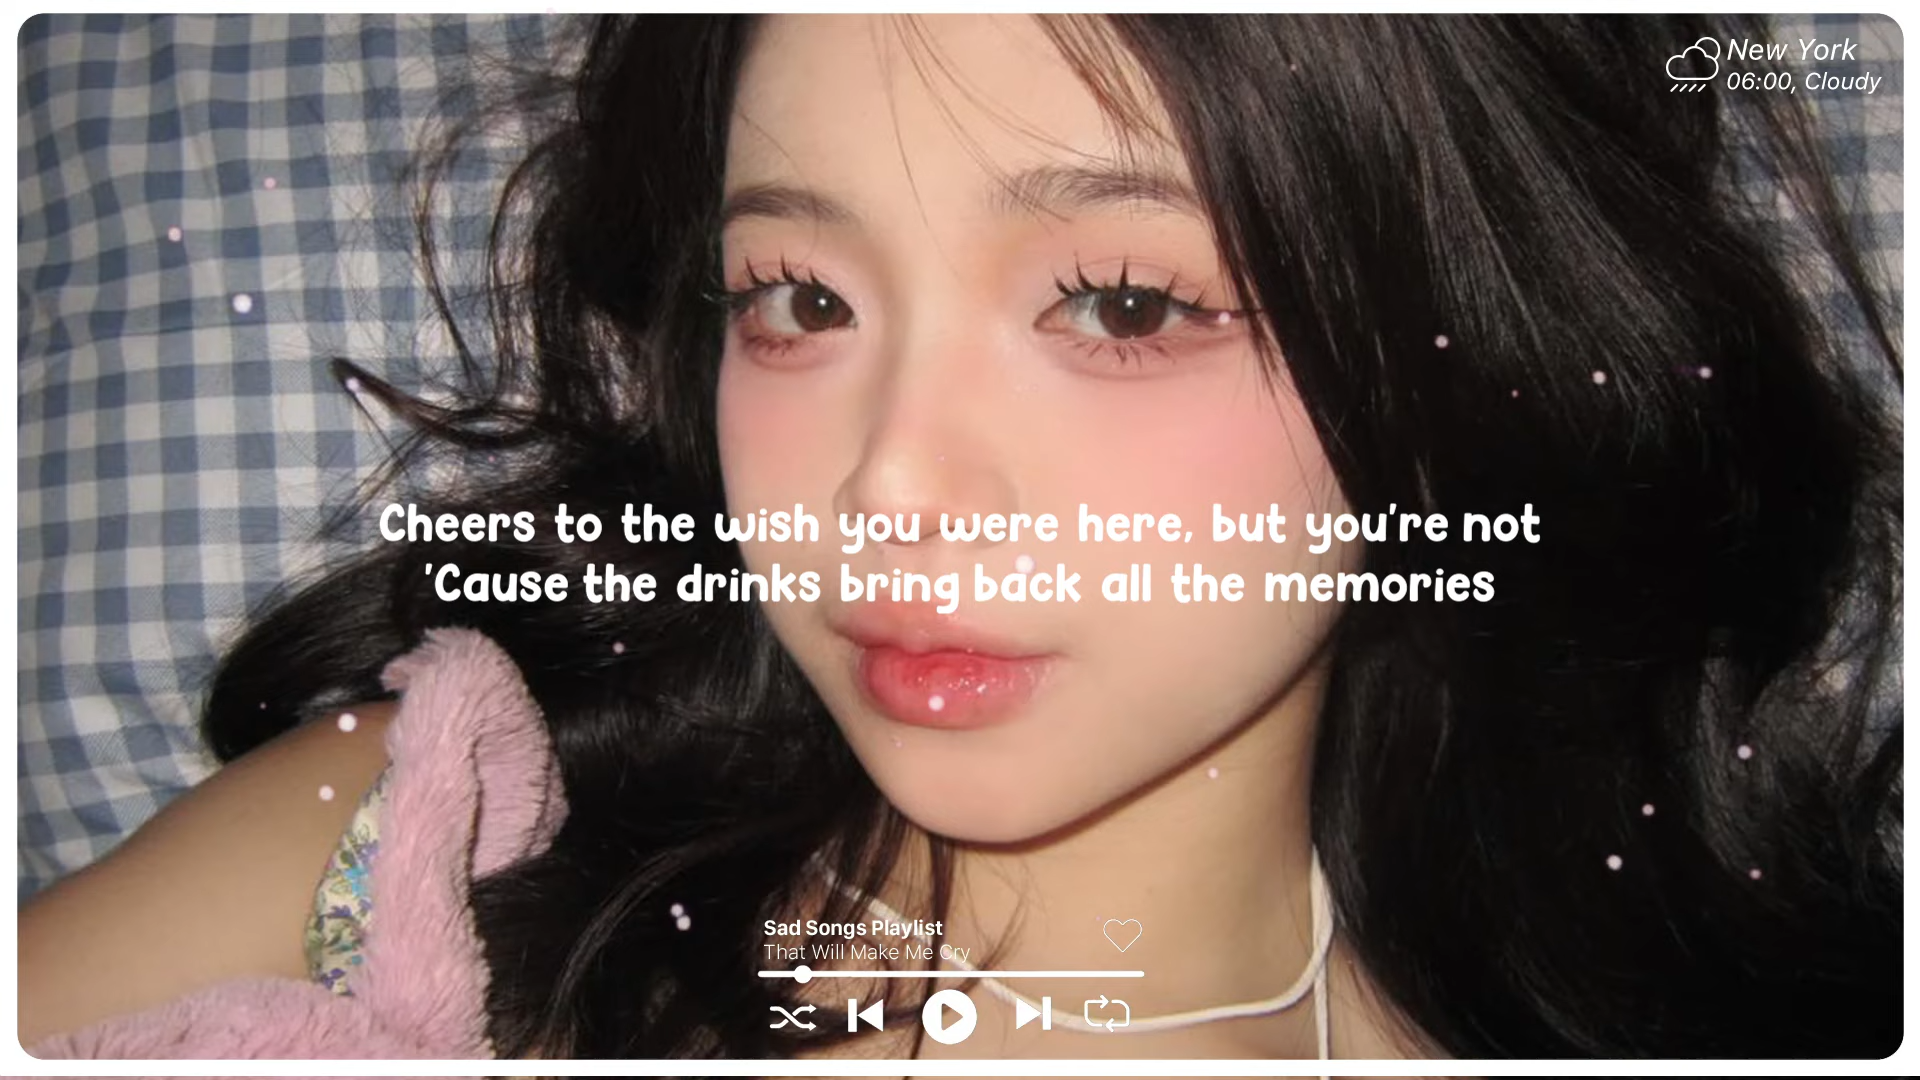 New York
06:00, Cloudy
Cheers to the wish you were here, but you're not
'Cause the drinks bring back all the memories
Sad Songs Playlist
That Will Make Me Cry